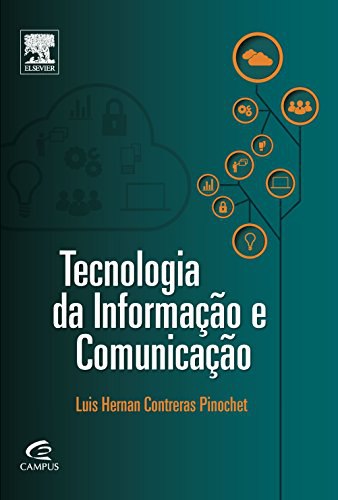 ELSEVIER
Tecnologia
da Informação e
Comunicação
Luis Hernan Contreras Pinochet
CAMPUS